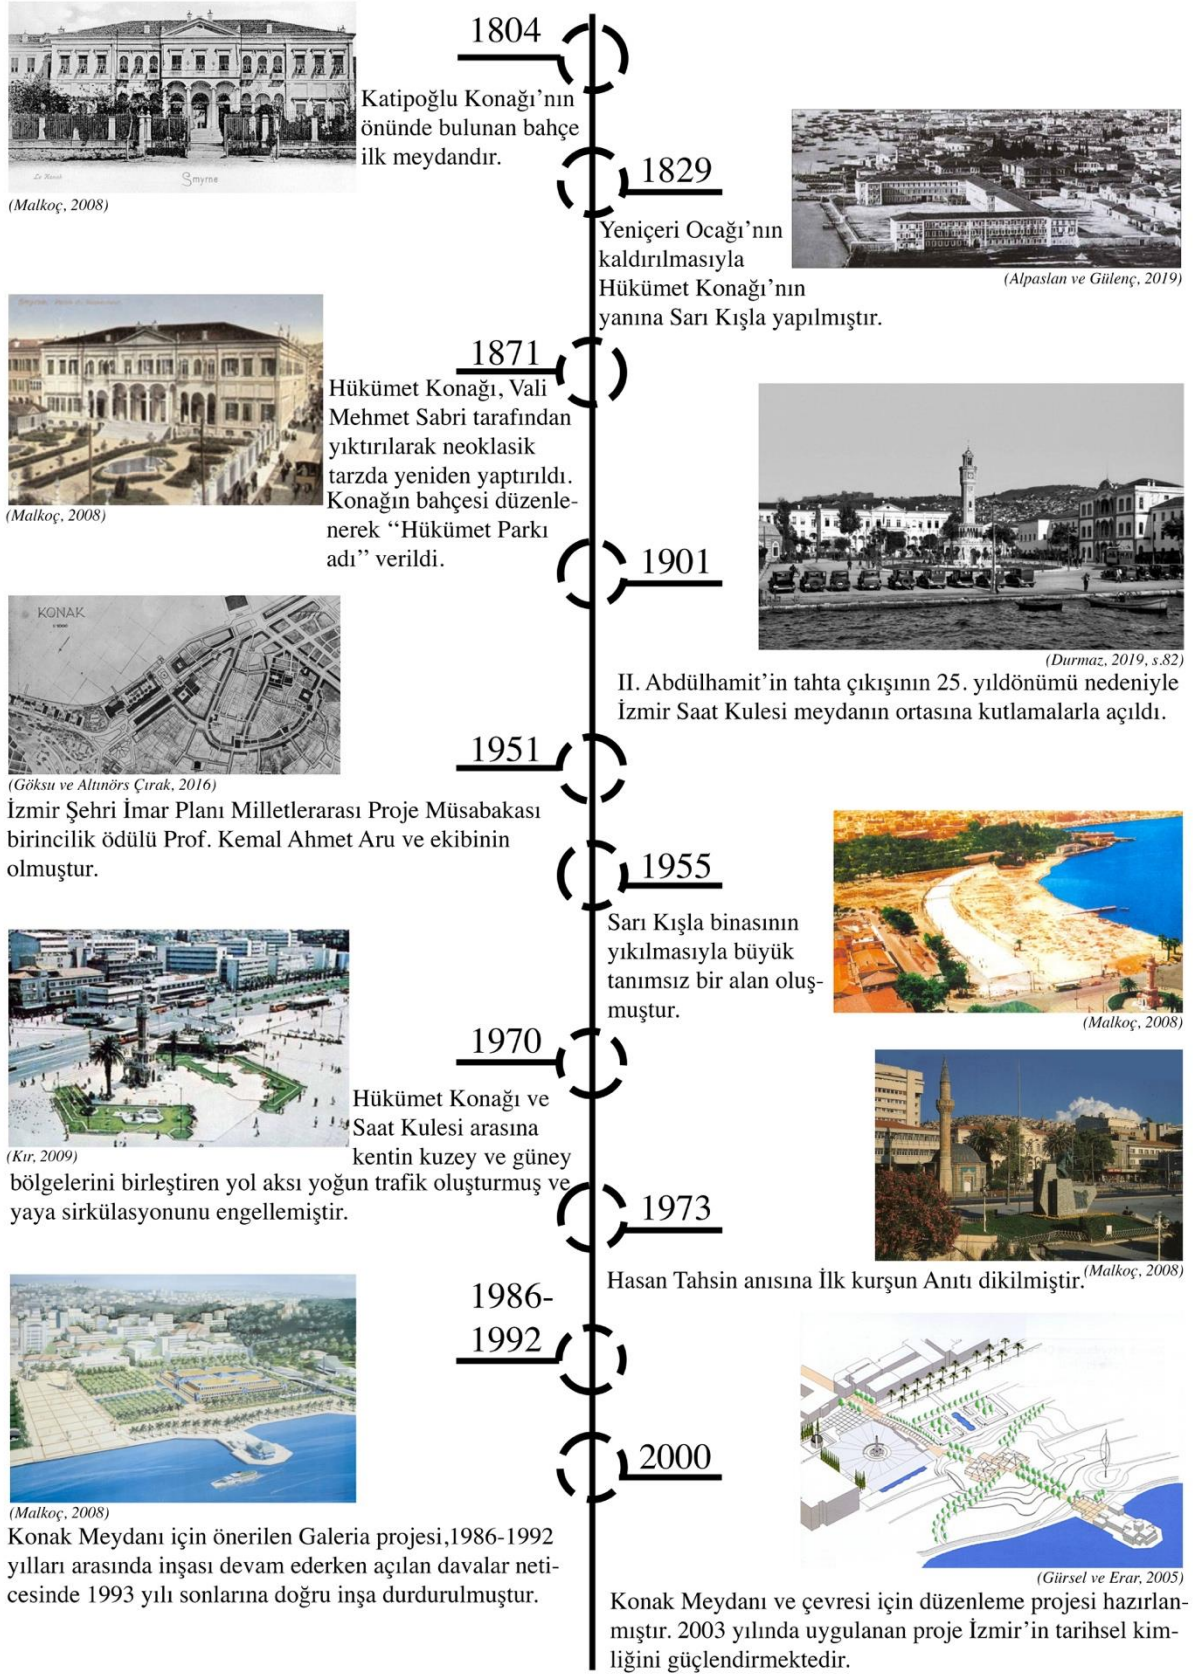 1804
Katipoğlu Konağı’nın
önünde bulunan bahçe
ilk meydandır.
Smyrne
(Malkoç, 2008)
1829
Yeniçeri Ocağı’nın
kaldırılmasıyla
Hükümet Konağı’nın
yanına Sarı Kışla yapılmıştır.
(Alpaslan ve Gülenç, 2019)
1871
Hükümet Konağı, Vali
Mehmet Sabri tarafından
yıktırılarak neoklasik
tarzda yeniden yaptırıldı.
Konağın bahçesi düzenle-
nerek ‘‘Hükümet Parkı
adı’’ verildi.
(Malkoç, 2008)
1901
(Durmaz, 2019, s.82)
II. Abdülhamit’in tahta çıkışının 25. yıldönümü nedeniyle
İzmir Saat Kulesi meydanın ortasına kutlamalarla açıldı.
1951
KONAK
(Göksu ve Altınörs Çırak, 2016)
İzmir Şehri İmar Planı Milletlerarası Proje Müsabakası
birincilik ödülü Prof. Kemal Ahmet Aru ve ekibinin
olmuştur.
1955
Sarı Kışla binasının
yıkılmasıyla büyük
tanımsız bir alan oluş-
muştur.
(Malkoç, 2008)
1970
Hükümet Konağı ve
Saat Kulesi arasına
kentin kuzey ve güney
(Kır, 2009)
bölgelerini birleştiren yol aksı yoğun trafik oluşturmuş ve
yaya sirkülasyonunu engellemiştir.
1973
Hasan Tahsin anısına İlk kurşun Anıtı dikilmiştir.
(Malkoç, 2008)
1986-
1992
(Malkoç, 2008)
Konak Meydanı için önerilen Galeria projesi,1986-1992
yılları arasında inşası devam ederken açılan davalar neti-
cesinde 1993 yılı sonlarına doğru inşa durdurulmuştur.
2000
(Gürsel ve Erar, 2005)
Konak Meydanı ve çevresi için düzenleme projesi hazırlan-
mıştır. 2003 yılında uygulanan proje İzmir’in tarihsel kim-
liğini güçlendirmektedir.